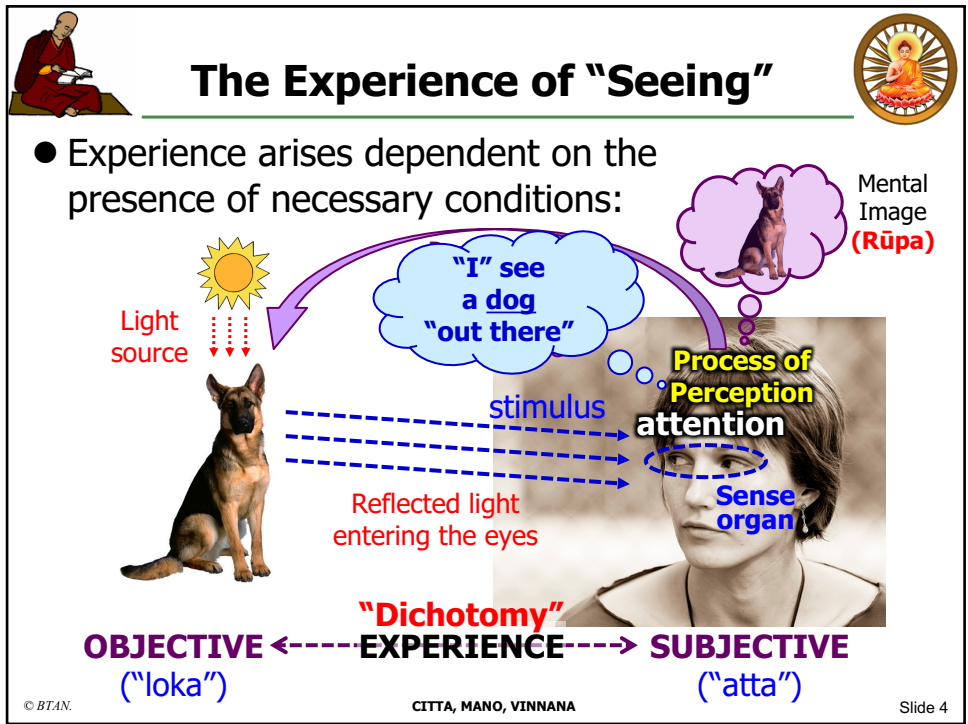 The Experience of “Seeing”
● Experience arises dependent on the
presence of necessary conditions:
Mental
Image
(Rūpa)
“I” see
a dog
“out there”
Light
source
Process of
Perception
attention
stimulus
Sense
organ
Reflected light
entering the eyes
“Dichotomy”
OBJECTIVE EXPERIENCE SUBJECTIVE
(“loka”) (“atta”)
© BTAN. CITTA, MANO, VINNANA Slide 4